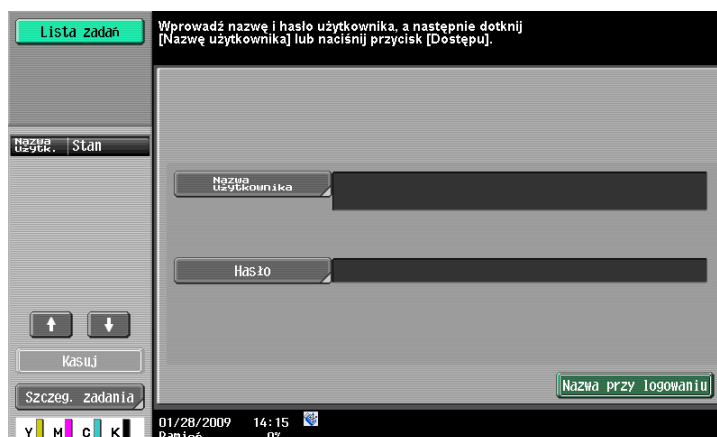 Lista zadań
Wprowadź nazwę i hasło użytkownika, a następnie dotknij
[Nazwę użytkownika] lub naciśnij przycisk [Dostępu].
Nazwa
użytk.
Stan
Nazwa
użytkownika
Hasło
Kasuj
Szczeg. zadania
Nazwa przy logowaniu
Y M C K
01/28/2009 14:15
Pamięć 0%